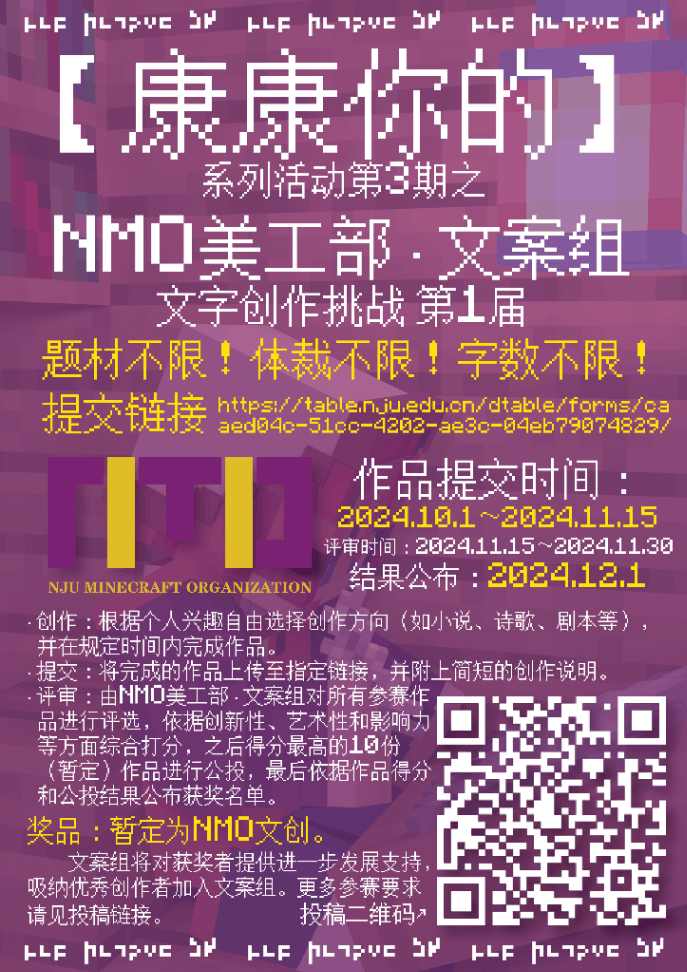 【康康你的】
系列活动第3期之
NMO美工部·文案组
文字创作挑战 第1届
题材不限！体裁不限！字数不限！
提交链接 https://table.nju.edu.cn/dtable/forms/ca
aed04c-51cc-4202-ae3c-04eb79074829/
作品提交时间：
2024.10.1～2024.11.15
评审时间：2024.11.15～2024.11.30
结果公布：2024.12.1
NJU MINECRAFT ORGANIZATION
·创作：根据个人兴趣自由选择创作方向（如小说、诗歌、剧本等），
并在规定时间内完成作品。
·提交：将完成的作品上传至指定链接，并附上简短的创作说明。
·评审：由NMO美工部·文案组对所有参赛作
品进行评选，依据创新性、艺术性和影响力
等方面综合打分，之后得分最高的10份
（暂定）作品进行公投，最后依据作品得分
和公投结果公布获奖名单。
奖品：暂定为NMO文创。
文案组将对获奖者提供进一步发展支持，
吸纳优秀创作者加入文案组。更多参赛要求
请见投稿链接。
投稿二维码↗